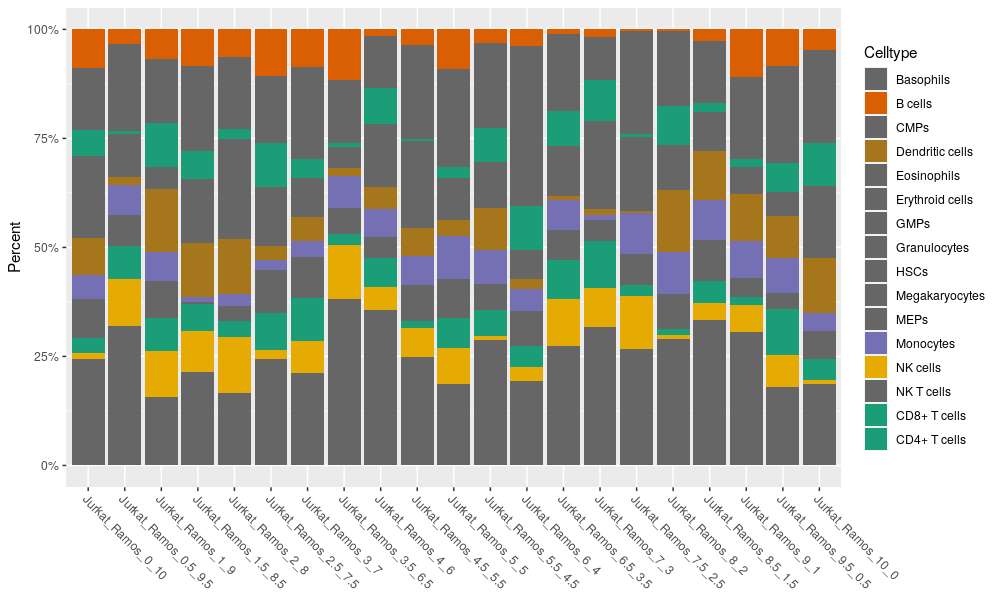 100%
75%
50%
25%
0%
Percent
Jurkat_Ramos_0_10
Jurkat_Ramos_0.5_9.5
Jurkat_Ramos_1_9
Jurkat_Ramos_1.5_8.5
Jurkat_Ramos_2_8
Jurkat_Ramos_2.5_7.5
Jurkat_Ramos_3_7
Jurkat_Ramos_3.5_6.5
Jurkat_Ramos_4_6
Jurkat_Ramos_4.5_5.5
Jurkat_Ramos_5_5
Jurkat_Ramos_5.5_4.5
Jurkat_Ramos_6_4
Jurkat_Ramos_6.5_3.5
Jurkat_Ramos_7_3
Jurkat_Ramos_7.5_2.5
Jurkat_Ramos_8_2
Jurkat_Ramos_8.5_1.5
Jurkat_Ramos_9_1
Jurkat_Ramos_9.5_0.5
Jurkat_Ramos_10_0
Celltype
Basophils
B cells
CMPs
Dendritic cells
Eosinophils
Erythroid cells
GMPs
Granulocytes
HSCs
Megakaryocytes
MEPs
Monocytes
NK cells
NK T cells
CD8+ T cells
CD4+ T cells